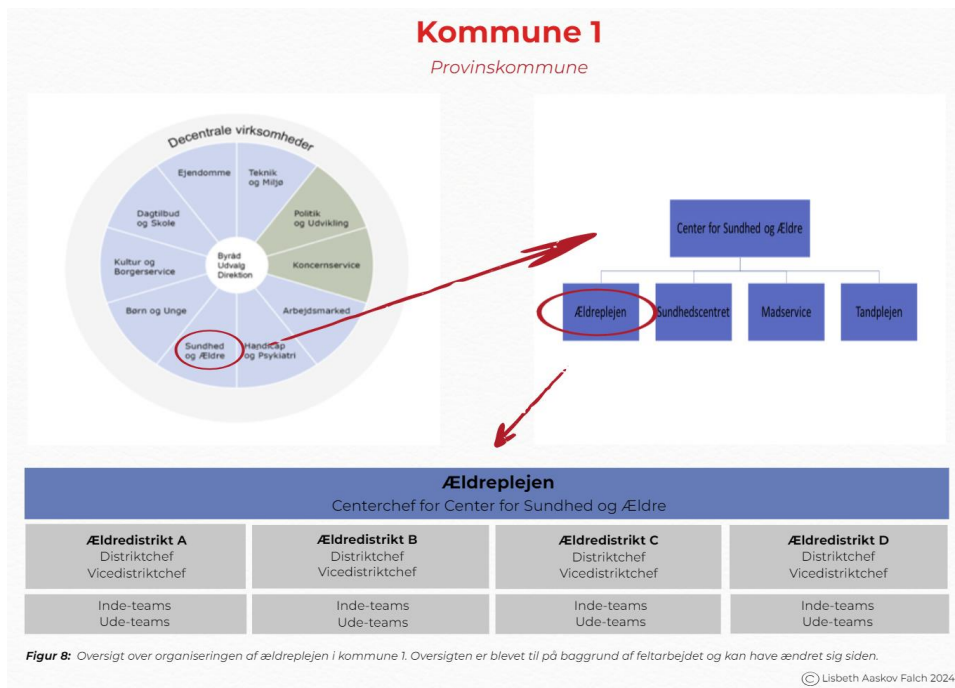 Kommune 1
Provinskommune
Decentrale virksomheder
Ejendomme
Teknik
og Miljø
Dagtilbud
og Skole
Politik
og Udvikling
Kultur og
Borgerservice
Byråd
Udvalg
Direktion
Koncernservice
Børn og Unge
Arbejdsmarked
Sundhed
og Ældre
Handicap
og Psykiatri
Center for Sundhed og Ældre
Ældreplejen
Sundhedscentret
Madservice
Tandplejen
Ældreplejen
Centerchef for Center for Sundhed og Ældre
Ældredistrikt A
Distriktchef
Vicedistriktchef
Ældredistrikt B
Distriktchef
Vicedistriktchef
Ældredistrikt C
Distriktchef
Vicedistriktchef
Ældredistrikt D
Distriktchef
Vicedistriktchef
Inde-teams
Ude-teams
Inde-teams
Ude-teams
Inde-teams
Ude-teams
Inde-teams
Ude-teams
Figur 8: Oversigt over organiseringen af ældreplejen i kommune 1. Oversigten er blevet til på baggrund af feltarbejdet og kan have ændret sig siden.
© Lisbeth Aaskov Falch 2024